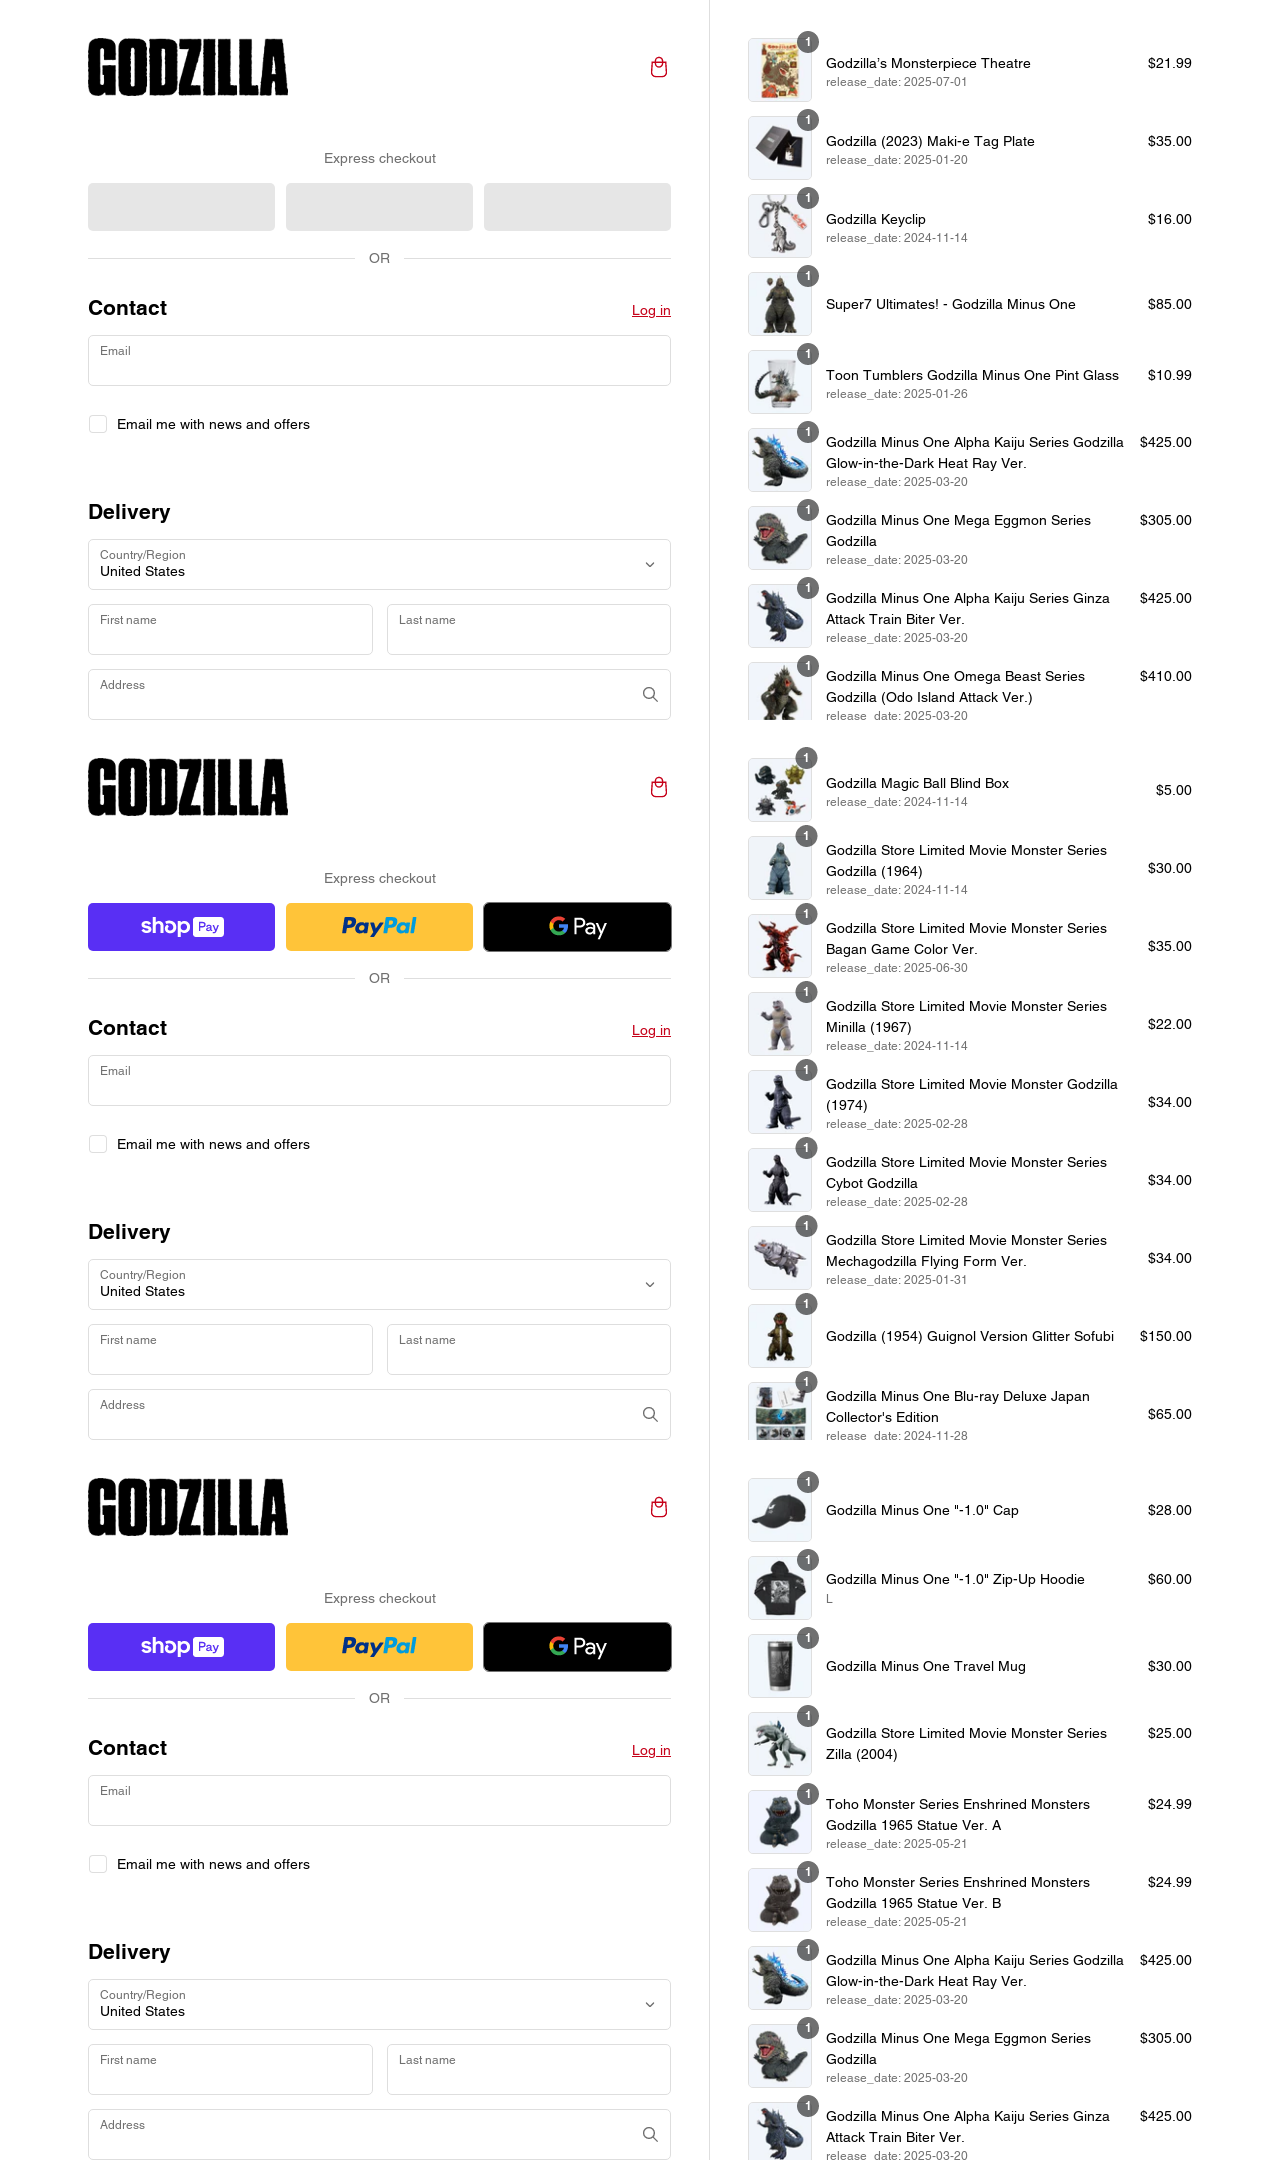 GODZILLA
Express checkout
OR
Contact
Log in
Email
Email me with news and offers
Delivery
Country/Region
United States
First name
Last name
Address
1
Godzilla’s Monsterpiece Theatre
$21.99
release_date: 2025-07-01
1
Godzilla (2023) Maki-e Tag Plate
$35.00
release_date: 2025-01-20
1
Godzilla Keyclip
$16.00
release_date: 2024-11-14
1
Super7 Ultimates! - Godzilla Minus One
$85.00
1
Toon Tumblers Godzilla Minus One Pint Glass
$10.99
release_date: 2025-01-26
1
Godzilla Minus One Alpha Kaiju Series Godzilla
$425.00
Glow-in-the-Dark Heat Ray Ver.
release_date: 2025-03-20
1
Godzilla Minus One Mega Eggmon Series
$305.00
Godzilla
release_date: 2025-03-20
1
Godzilla Minus One Alpha Kaiju Series Ginza
$425.00
Attack Train Biter Ver.
release_date: 2025-03-20
1
Godzilla Minus One Omega Beast Series
$410.00
Godzilla (Odo Island Attack Ver.)
release_date: 2025-03-20
GODZILLA
Express checkout
shop Pay
PayPal
G Pay
OR
Contact
Log in
Email
Email me with news and offers
Delivery
Country/Region
United States
First name
Last name
Address
1
Godzilla Magic Ball Blind Box
$5.00
release_date: 2024-11-14
1
Godzilla Store Limited Movie Monster Series
Godzilla (1964)
$30.00
release_date: 2024-11-14
1
Godzilla Store Limited Movie Monster Series
Bagan Game Color Ver.
$35.00
release_date: 2025-06-30
1
Godzilla Store Limited Movie Monster Series
Minilla (1967)
$22.00
release_date: 2024-11-14
1
Godzilla Store Limited Movie Monster Godzilla
(1974)
$34.00
release_date: 2025-02-28
1
Godzilla Store Limited Movie Monster Series
Cybot Godzilla
$34.00
release_date: 2025-02-28
1
Godzilla Store Limited Movie Monster Series
Mechagodzilla Flying Form Ver.
$34.00
release_date: 2025-01-31
1
Godzilla (1954) Guignol Version Glitter Sofubi
$150.00
1
Godzilla Minus One Blu-ray Deluxe Japan
Collector's Edition
$65.00
release_date: 2024-11-28
GODZILLA
Express checkout
shop Pay
PayPal
G Pay
OR
Contact
Log in
Email
Email me with news and offers
Delivery
Country/Region
United States
First name
Last name
Address
1
Godzilla Minus One "-1.0" Cap
$28.00
1
Godzilla Minus One "-1.0" Zip-Up Hoodie
$60.00
L
1
Godzilla Minus One Travel Mug
$30.00
1
Godzilla Store Limited Movie Monster Series
$25.00
Zilla (2004)
1
Toho Monster Series Enshrined Monsters
$24.99
Godzilla 1965 Statue Ver. A
release_date: 2025-05-21
1
Toho Monster Series Enshrined Monsters
$24.99
Godzilla 1965 Statue Ver. B
release_date: 2025-05-21
1
Godzilla Minus One Alpha Kaiju Series Godzilla
$425.00
Glow-in-the-Dark Heat Ray Ver.
release_date: 2025-03-20
1
Godzilla Minus One Mega Eggmon Series
$305.00
Godzilla
release_date: 2025-03-20
1
Godzilla Minus One Alpha Kaiju Series Ginza
$425.00
Attack Train Biter Ver.
release_date: 2025-03-20